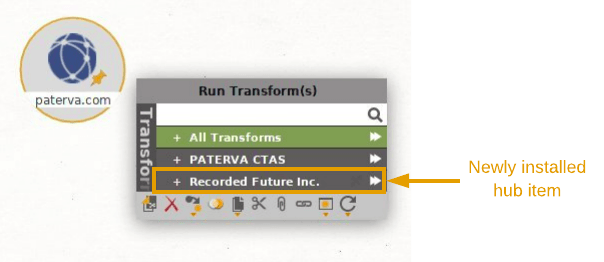 paterva.com
Run Transform(s)
Transfor
+ All Transforms
+ PATERVA CTAS
+ Recorded Future Inc.
Newly installed
hub item